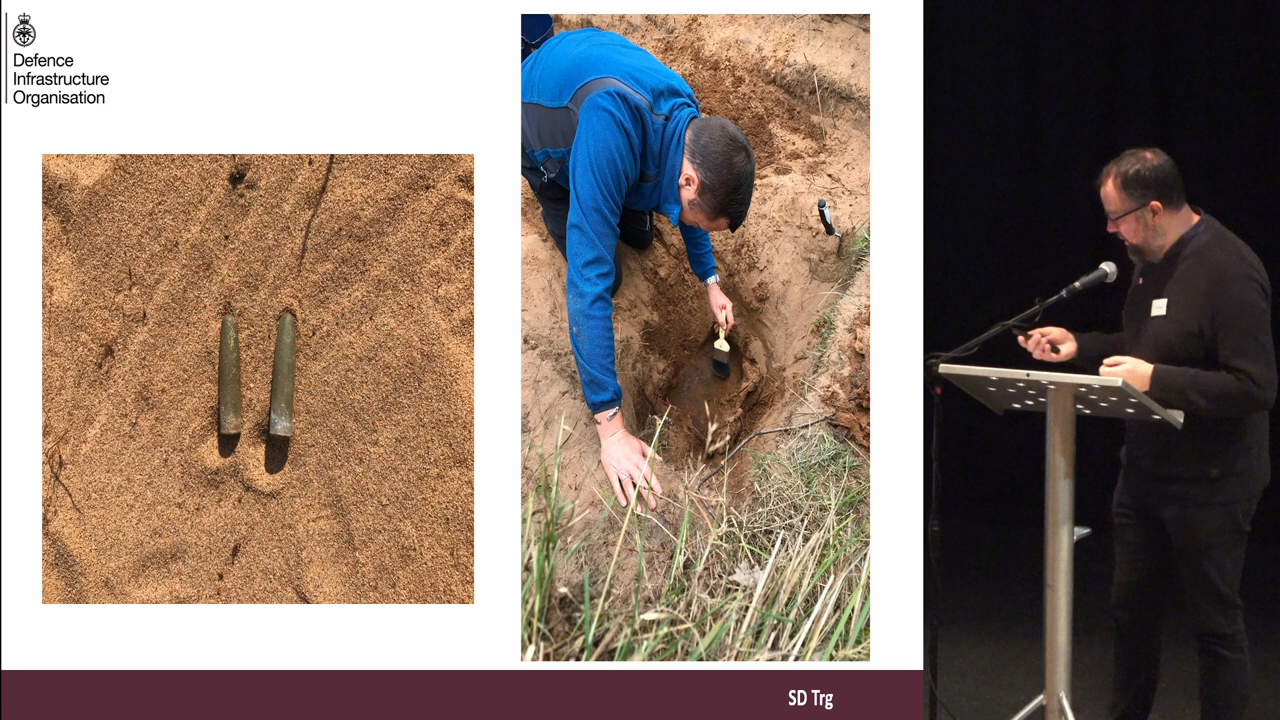 Defence
Infrastructure
Organisation
SD Trg